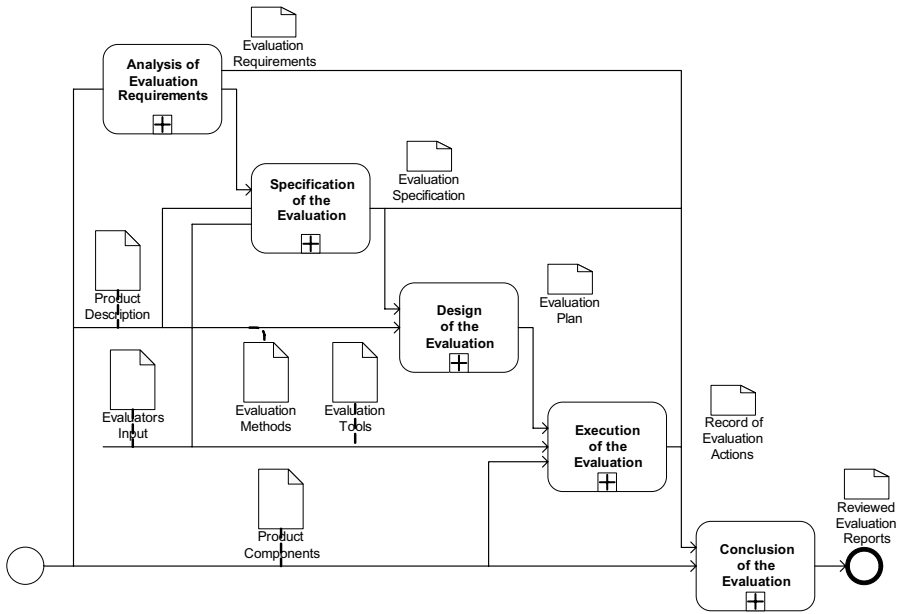 Evaluation
Requirements
Analysis of
Evaluation
Requirements
Evaluation
Specification
Specification
of the
Evaluation
Product
Description
Evaluation
Plan
Design
of the
Evaluation
Evaluators
Input
Evaluation
Methods
Evaluation
Tools
Record of
Evaluation
Actions
Execution
of the
Evaluation
Product
Components
Reviewed
Evaluation
Reports
Conclusion
of the
Evaluation